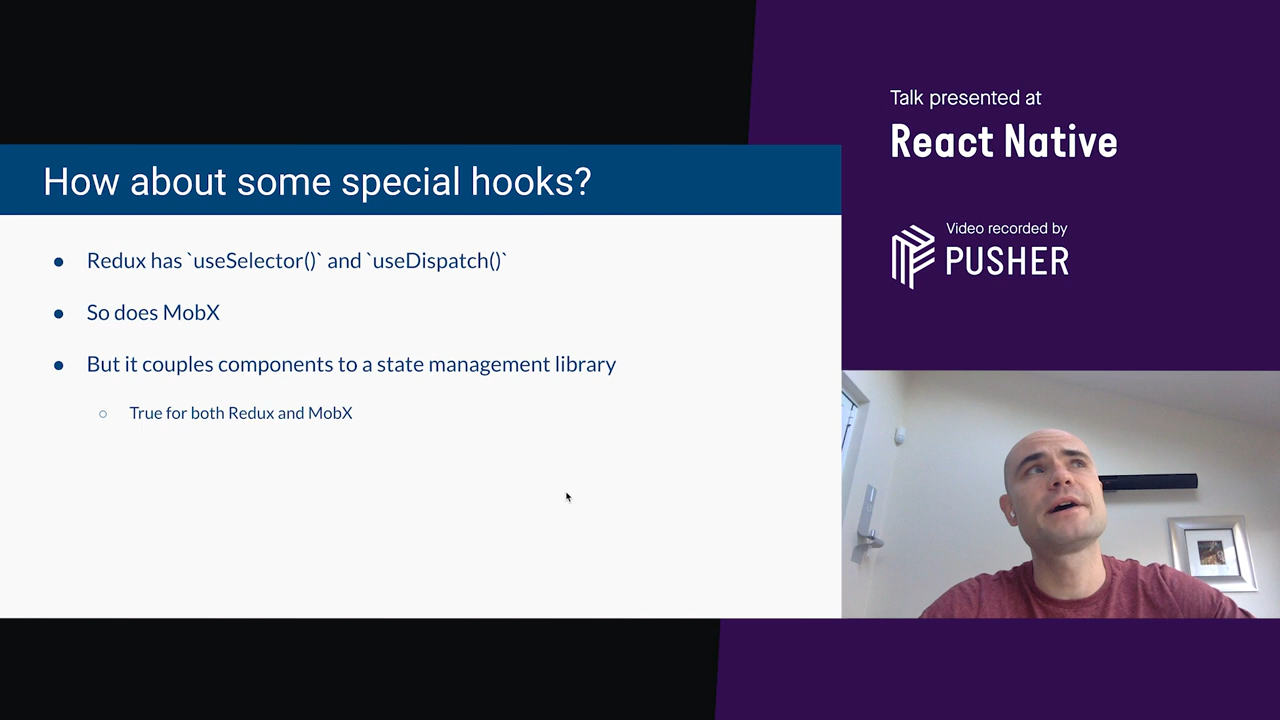 Talk presented at
React Native
Video recorded by
PUSHER
How about some special hooks?
Redux has `useSelector()` and `useDispatch()`
So does MobX
But it couples components to a state management library
True for both Redux and MobX